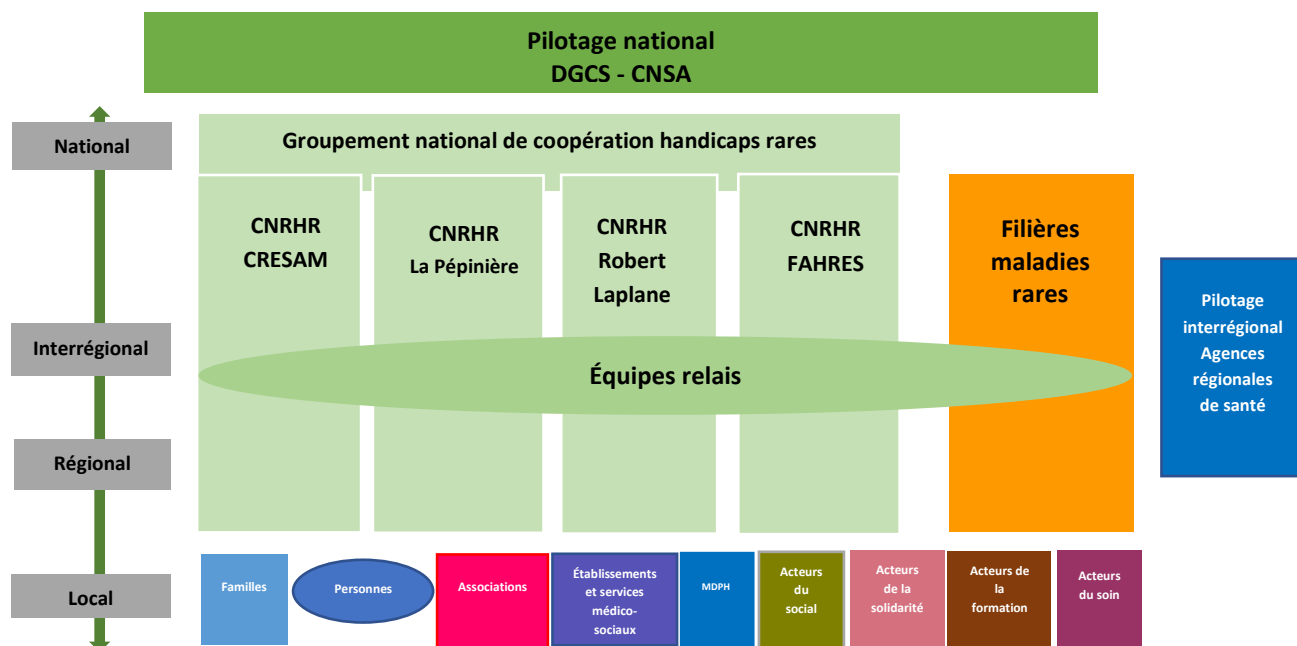 Pilotage national
DGCS - CNSA
National
Groupement national de coopération handicaps rares
CNRHR
CRESAM
CNRHR
La Pépinière
CNRHR
Robert
Laplane
CNRHR
FAHRES
Filières
maladies
rares
Pilotage
interrégional
Agences
régionales
de santé
Interrégional
Équipes relais
Régional
Local
Familles
Personnes
Associations
Établissements
et services
médico-
sociaux
MDPH
Acteurs
du
social
Acteurs
de la
solidarité
Acteurs de
la
formation
Acteurs
du soin